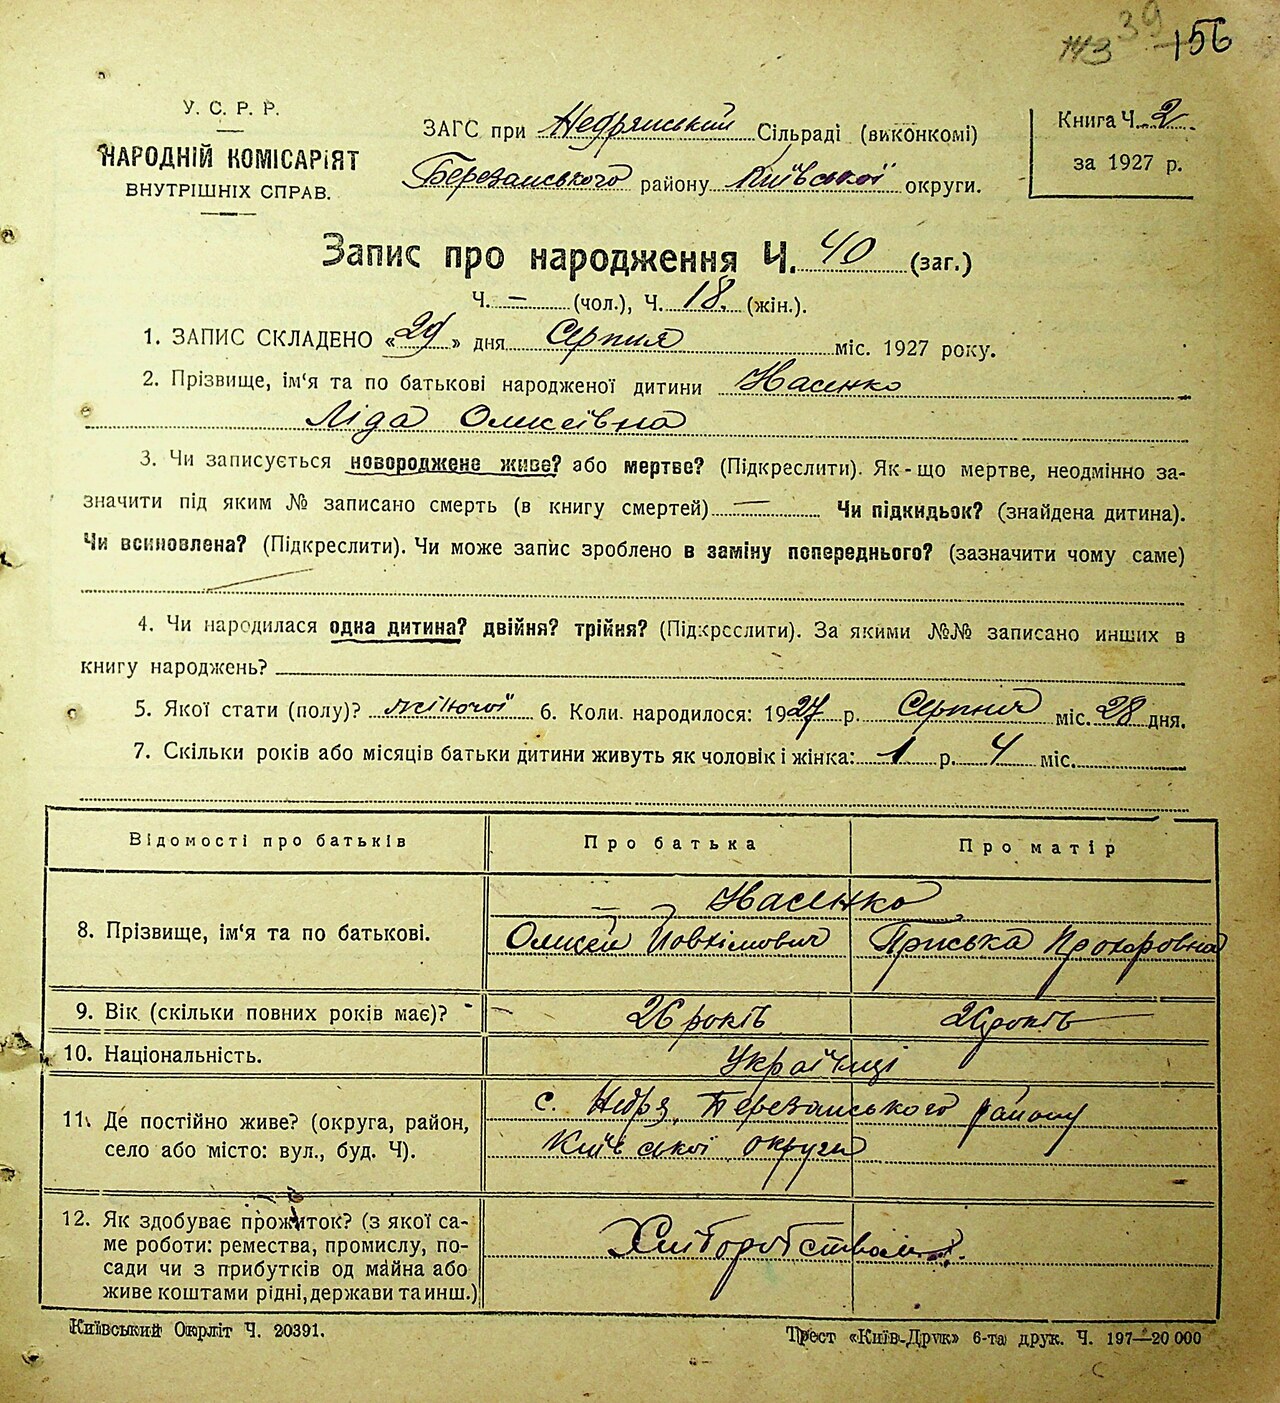 39
143 156
У. С. Р. Р.
НАРОДНІЙ КОМІСАРІЯТ
ВНУТРІШНІХ СПРАВ.
ЗАГС при Недрянській Сільраді (виконкомі)
Березанського району Київської округи.
Книга Ч. 2.
за 1927 р.
Запис про народження Ч. 40 (заг.)
Ч. — (чол.), Ч. 18. (жін.).
1. ЗАПИС СКЛАДЕНО «29» дня Серпня міс. 1927 року.
2. Прізвище, ім‘я та по батькові народженої дитини Насенко
Ліда Олексіївна
3. Чи записується новороджене живе? або мертве? (Підкреслити). Як-що мертве, неодмінно за-
значити під яким № записано смерть (в книгу смертей) — Чи підкидьок? (знайдена дитина).
Чи всиновлена? (Підкреслити). Чи може запис зроблено в заміну попереднього? (зазначити чому саме)
4. Чи народилася одна дитина? двійня? трійня? (Підкреслити). За якими №№ записано инших в
книгу народжень?
5. Якої стати (полу)? жіночої 6. Коли народилося: 1927 р. Серпня міс. 28 дня.
7. Скільки років або місяців батьки дитини живуть як чоловік і жінка: 1 р. 4 міс.
Відомості про батьків Про батька Про матір
8. Прізвище, ім‘я та по батькові. Насенко
Олексій Йовхімович Приська Прохоровна
9. Вік (скільки повних років має)? 26 років 26 років
10. Національність. Українці
11. Де постійно живе? (округа, район,
село або місто: вул., буд. Ч).
с. Недря, Березанського району
Київської округи
12. Як здобуває прожиток? (з якої са-
ме роботи: ремества, промислу, по-
сади чи з прибутків од майна або
живе коштами рідні, держави та инш.)
Хліборобством.
Київський Окрліт Ч. 20391.
Трест «Київ-Друк» 6-та друк. Ч. 197—20 000